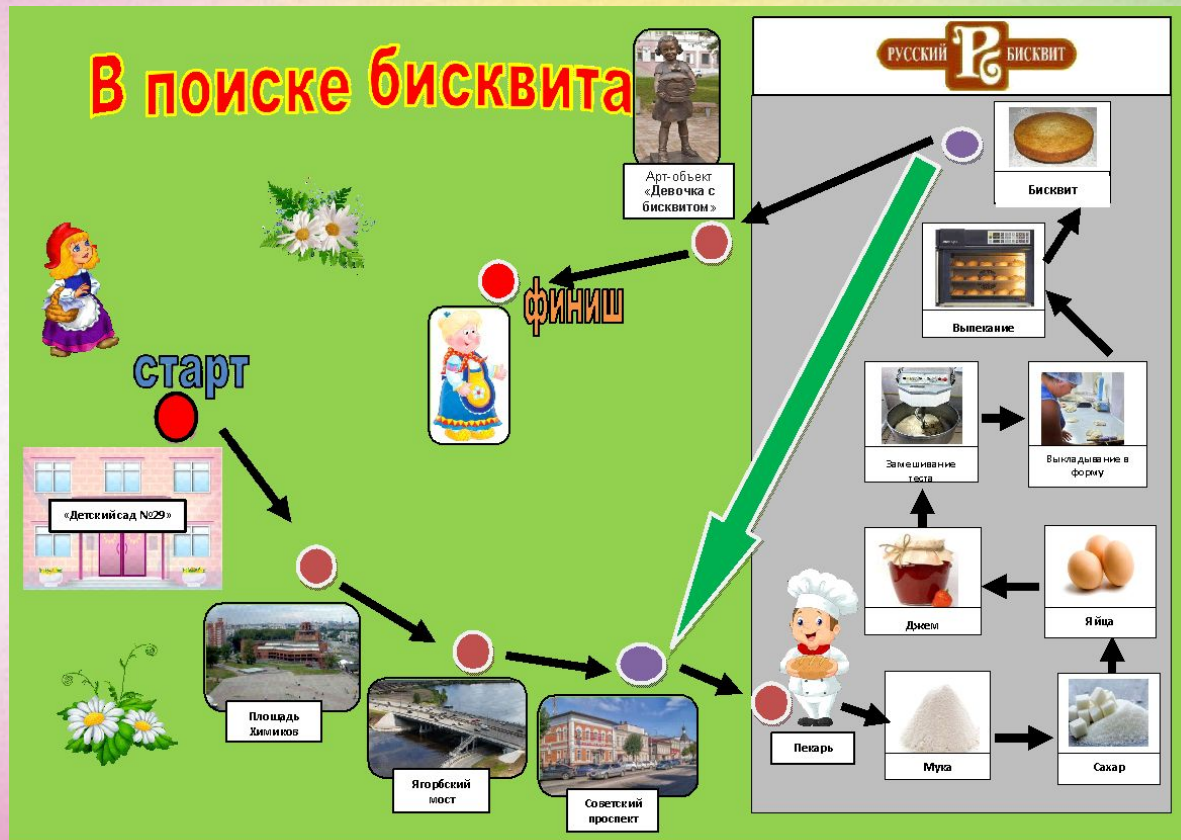 В поиске бисквита
РУССКИЙ Р БИСКВИТ
Арт-объект
«Девочка с
бисквитом»
Бисквит
Выпекание
финиш
старт
«Детский сад №29»
Замешивание
теста
Выкладывание в
форму
Джем
Яйца
Площадь
Химиков
Ягорбский
мост
Советский
проспект
Пекарь
Мука
Сахар